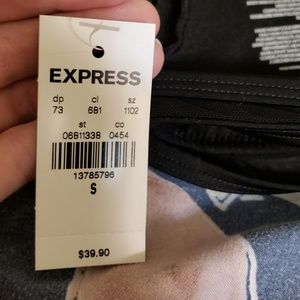 EXPRESS
dp cl sz
73 681 1102
st co
06811338 0454
13785796
S
$39.90